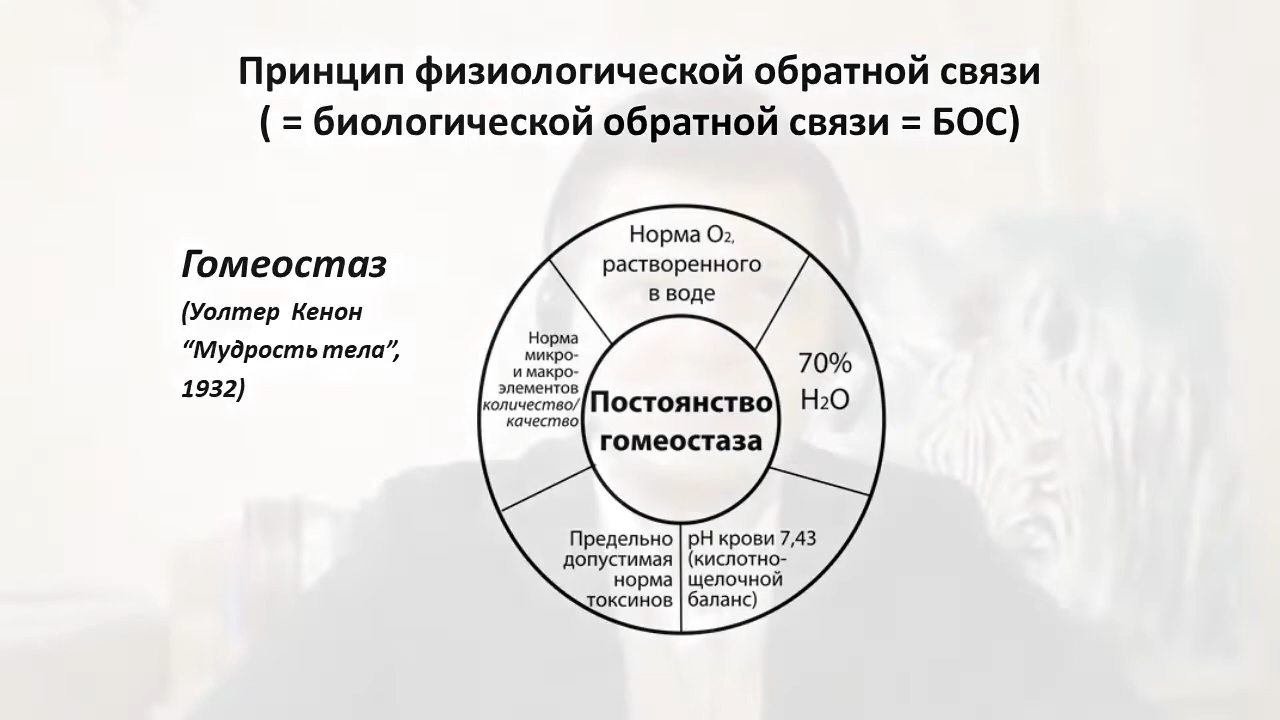 Принцип физиологической обратной связи
( = биологической обратной связи = БОС)
Гомеостаз
(Уолтер Кенон
“Мудрость тела”,
1932)
Норма O₂,
растворенного
в воде
70%
H₂O
pH крови 7,43
(кислотно-
щелочной
баланс)
Предельно
допустимая
норма
токсинов
Норма
микро-
и макро-
элементов
количество/
качество
Постоянство
гомеостаза